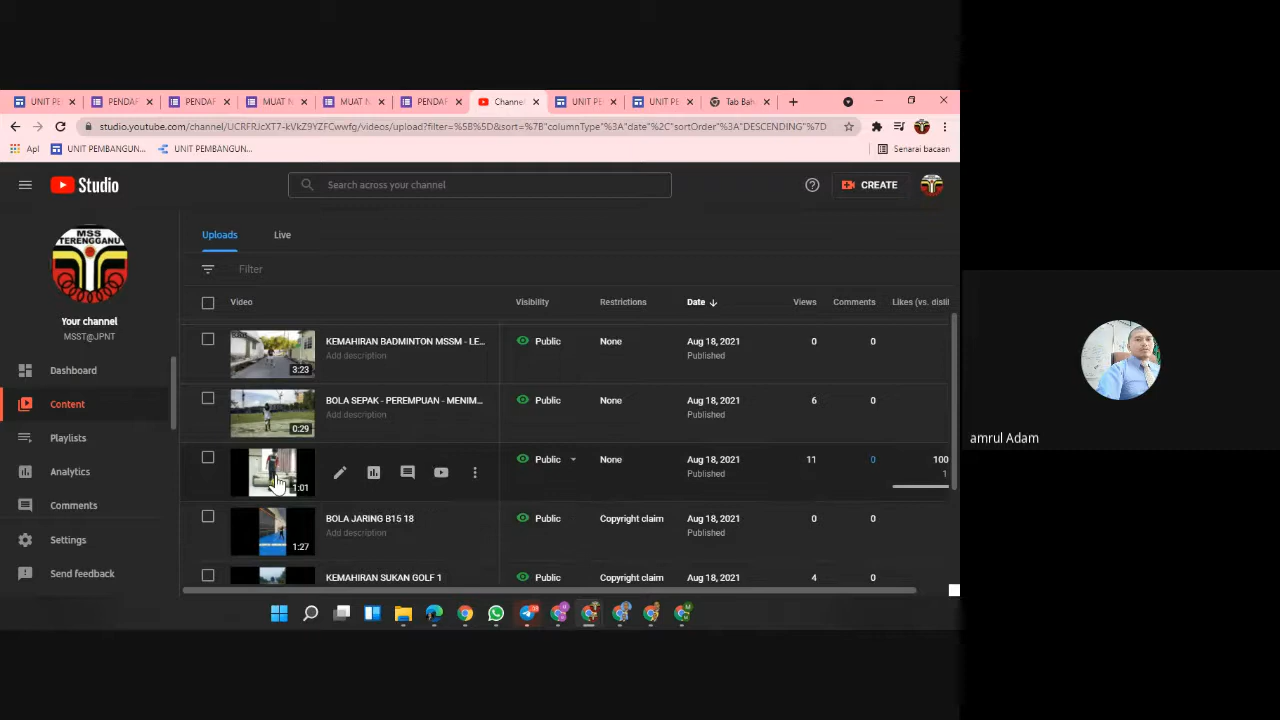 UNIT PE
PENDAF
PENDAF
MUAT N
MUAT N
PENDAF
Channel
UNIT PE
UNIT PE
Tab Bah
studio.youtube.com/channel/UCRFRJcXT7-kVkZ9YZFCwwfg/videos/upload?filter=%5B%5D&sort=%7B"columnType"%3A"date"%2C"sortOrder"%3A"DESCENDING"%7D
Apl
UNIT PEMBANGUN...
UNIT PEMBANGUN...
Senarai bacaan
Studio
Search across your channel
CREATE
MSS
TERENGGANU
Your channel
MSST@JPNT
Dashboard
Content
Playlists
Analytics
Comments
Settings
Send feedback
Uploads
Live
Filter
Video Visibility Restrictions Date Views Comments Likes (vs. disli
3:23 KEMAHIRAN BADMINTON MSSM - LE... Public None Aug 18, 2021 0 0
Add description Published
0:29 BOLA SEPAK - PEREMPUAN - MENIM... Public None Aug 18, 2021 6 0
Add description Published
1:01 Public None Aug 18, 2021 11 0 100
Published 1
1:27 BOLA JARING B15 18 Public Copyright claim Aug 18, 2021 0 0
Add description Published
KEMAHIRAN SUKAN GOLF 1 Public Copyright claim Aug 18, 2021 4 0
amrul Adam